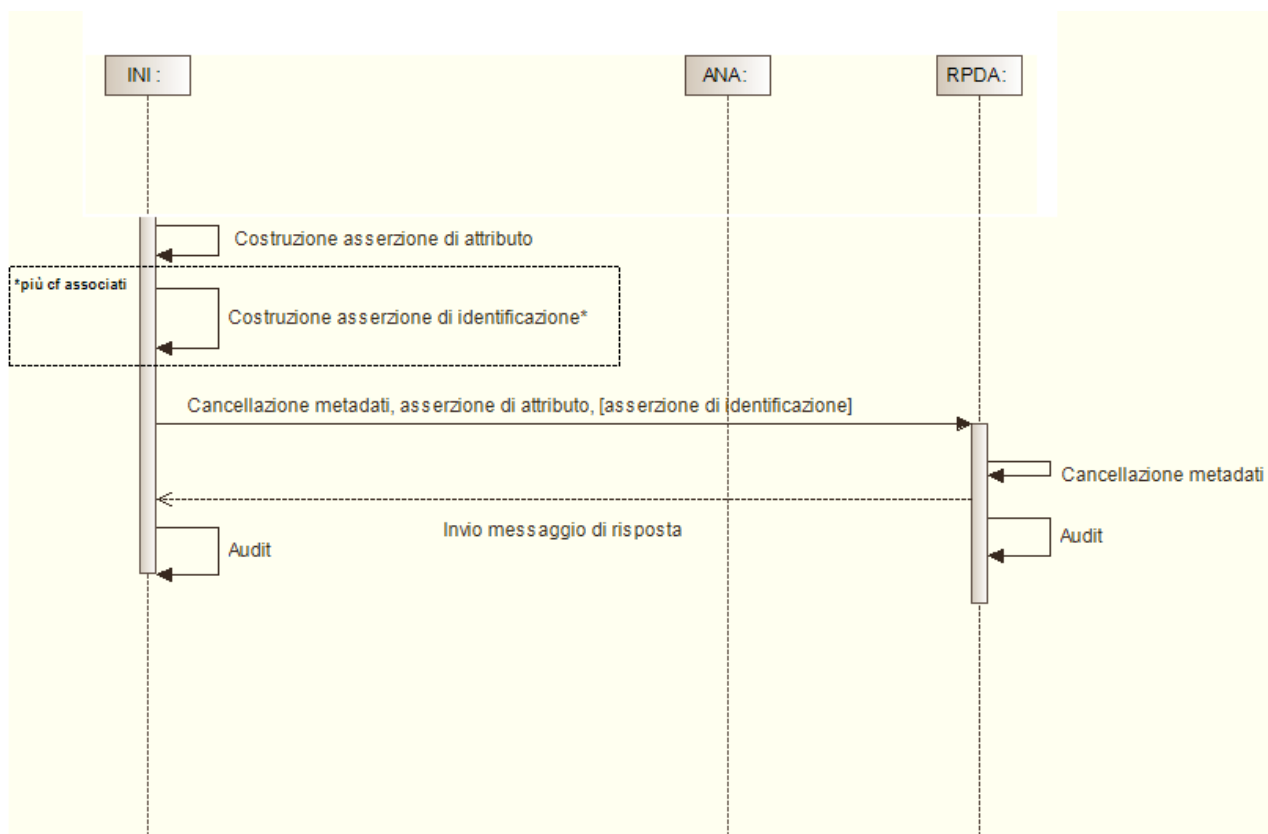 INI :
ANA:
RPDA:
Costruzione asserzione di attributo
*più cf associati
Costruzione asserzione di identificazione*
Cancellazione metadati, asserzione di attributo, [asserzione di identificazione]
Cancellazione metadati
Invio messaggio di risposta
Audit
Audit